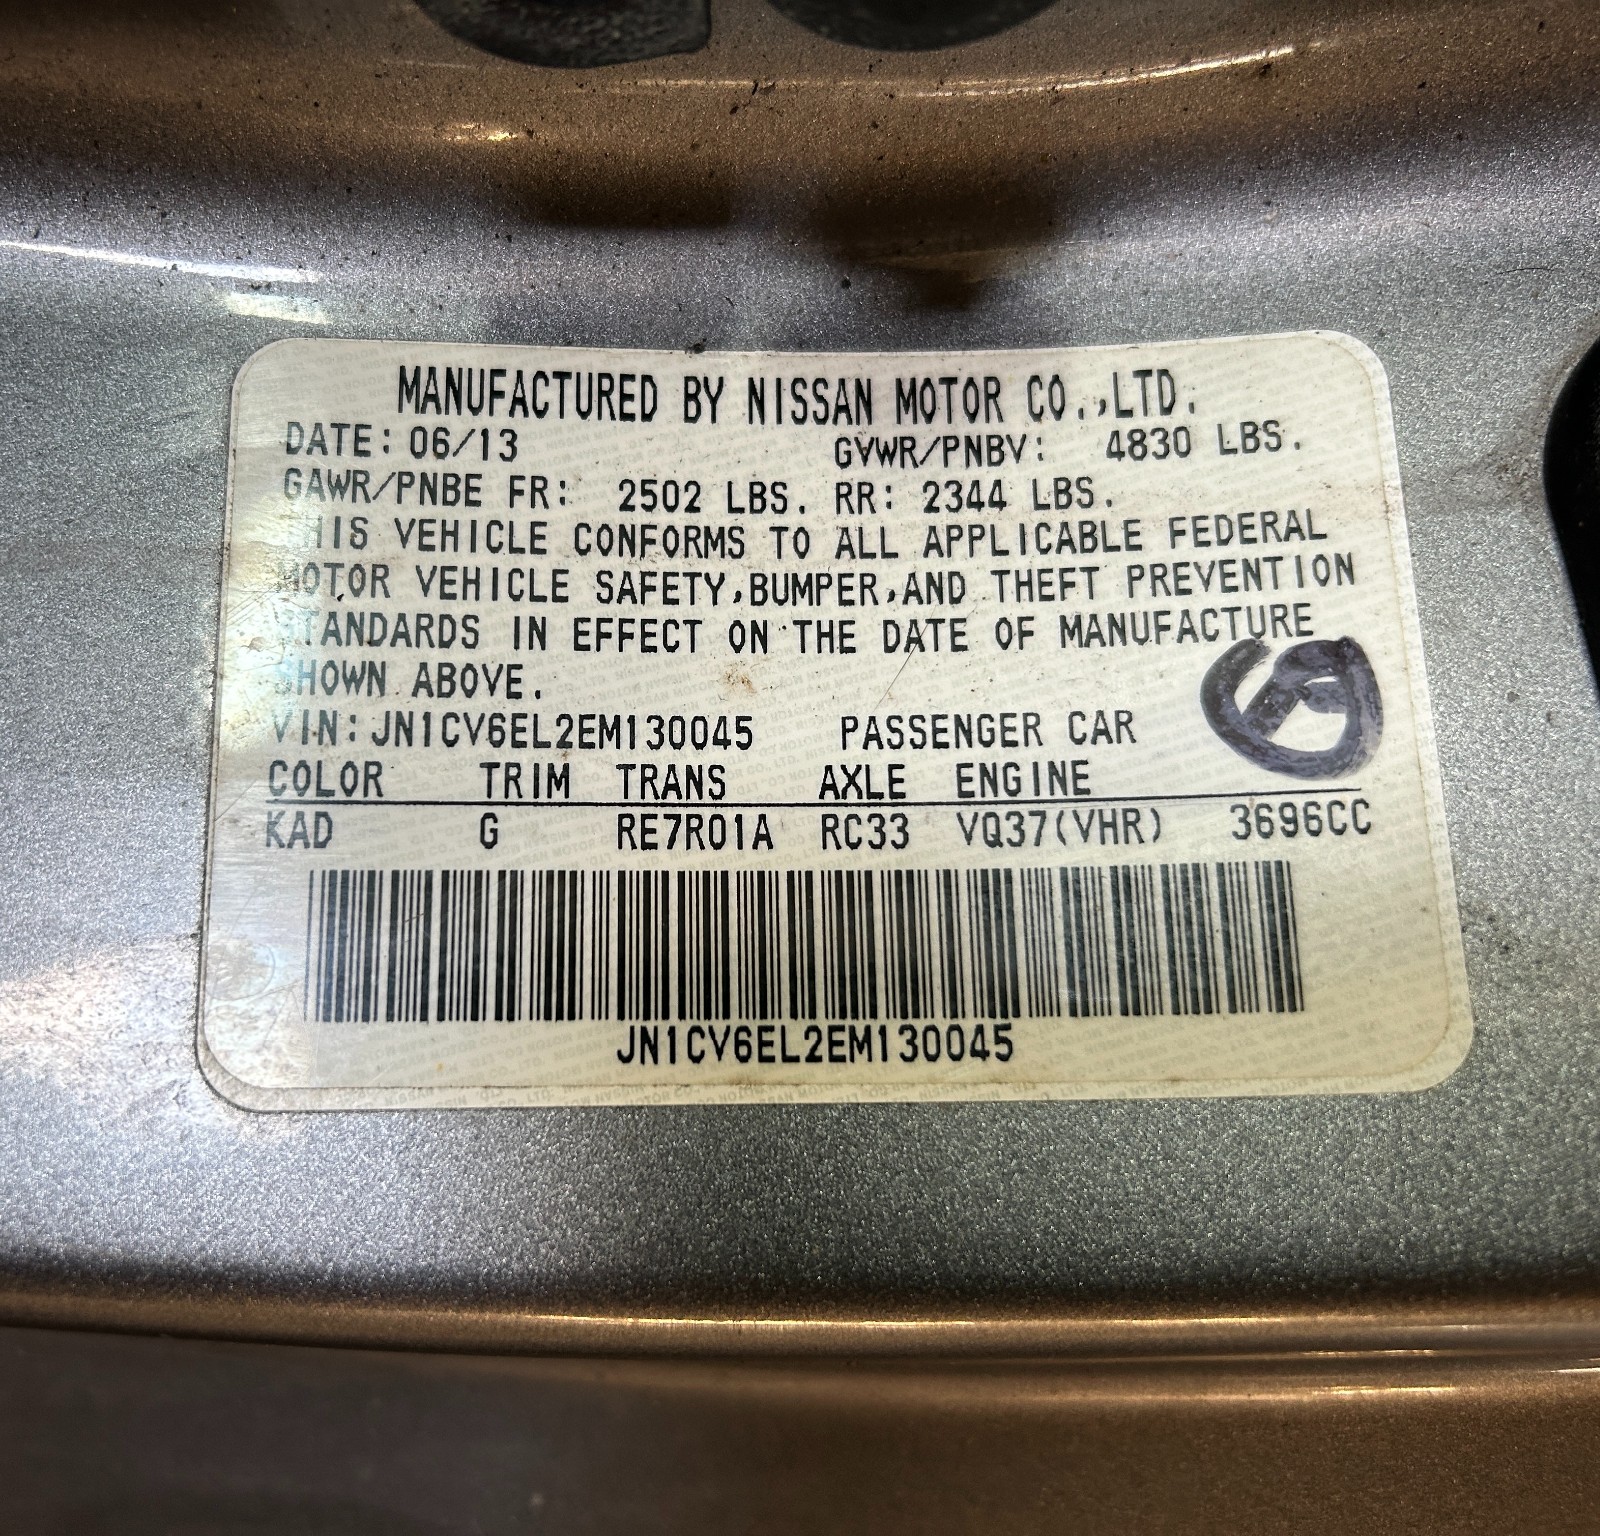 MANUFACTURED BY NISSAN MOTOR CO.,LTD.
DATE: 06/13 GVWR/PNBV: 4830 LBS.
GAWR/PNBE FR: 2502 LBS. RR: 2344 LBS.
THIS VEHICLE CONFORMS TO ALL APPLICABLE FEDERAL
MOTOR VEHICLE SAFETY,BUMPER,AND THEFT PREVENTION
STANDARDS IN EFFECT ON THE DATE OF MANUFACTURE
SHOWN ABOVE.
VIN: JN1CV6EL2EM130045 PASSENGER CAR
COLOR TRIM TRANS AXLE ENGINE
KAD G RE7R01A RC33 VQ37(VHR) 3696CC
JN1CV6EL2EM130045